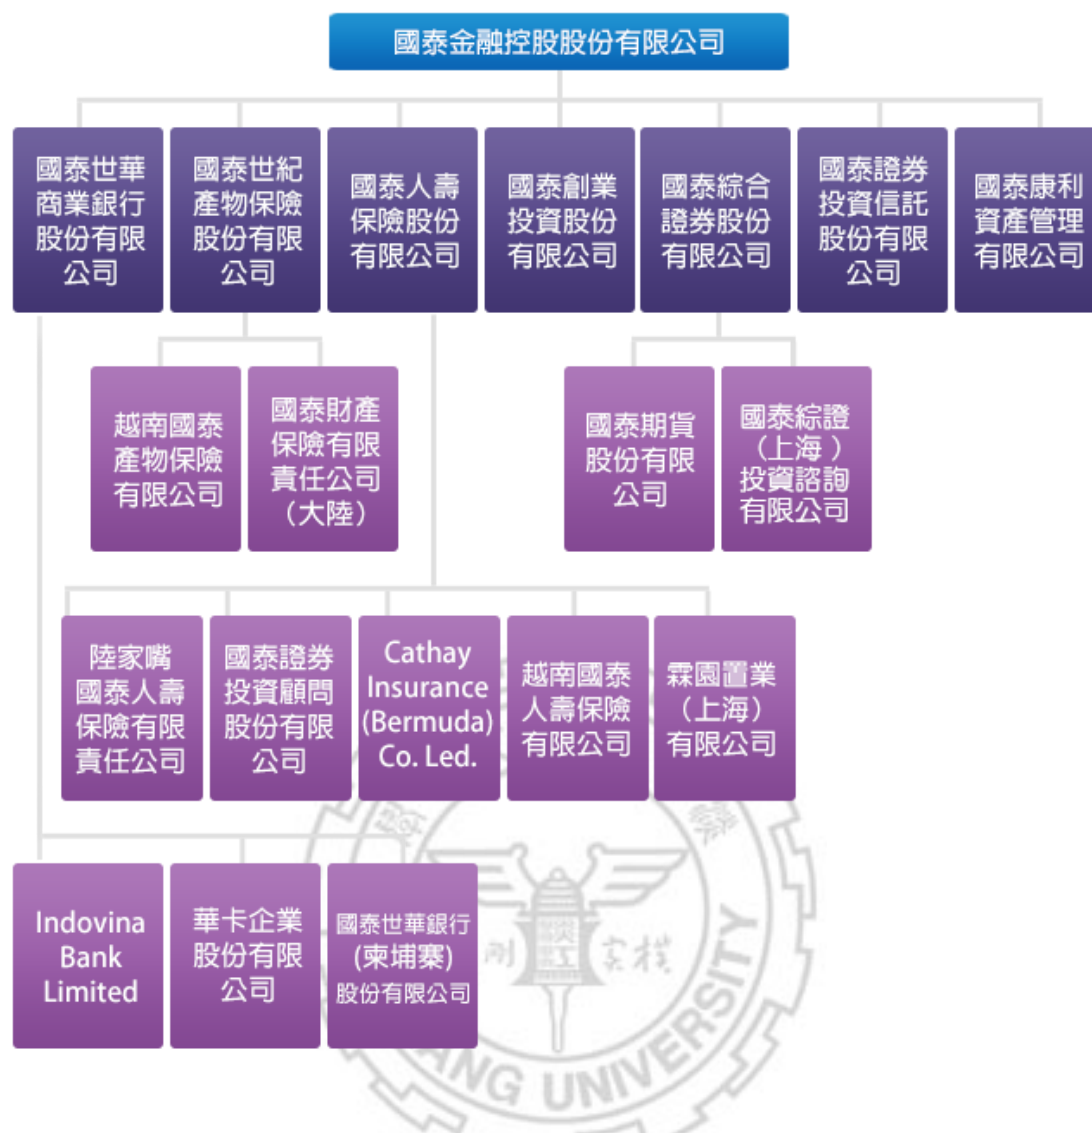 國泰金融控股股份有限公司
國泰世華
商業銀行
股份有限
公司
國泰世紀
產物保險
股份有限
公司
國泰人壽
保險股份
有限公司
國泰創業
投資股份
有限公司
國泰綜合
證券股份
有限公司
國泰證券
投資信託
股份有限
公司
國泰康利
資產管理
有限公司
越南國泰
產物保險
有限公司
國泰財產
保險有限
責任公司
（大陸）
國泰期貨
股份有限
公司
國泰綜證
（上海 ）
投資諮詢
有限公司
陸家嘴
國泰人壽
保險有限
責任公司
國泰證券
投資顧問
股份有限
公司
Cathay
Insurance
(Bermuda)
Co. Led.
越南國泰
人壽保險
有限公司
霖園置業
（上海）
有限公司
Indovina
Bank
Limited
華卡企業
股份有限
公司
國泰世華銀行
(柬埔寨)
股份有限公司
ANG UNIVERSITY